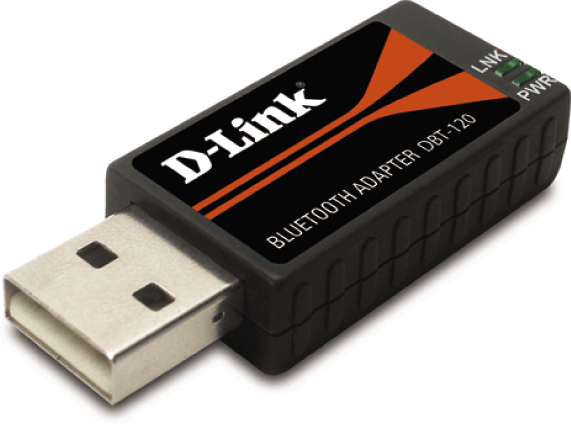 D-Link®
BLUETOOTH ADAPTER DBT-120
LNK
PWR